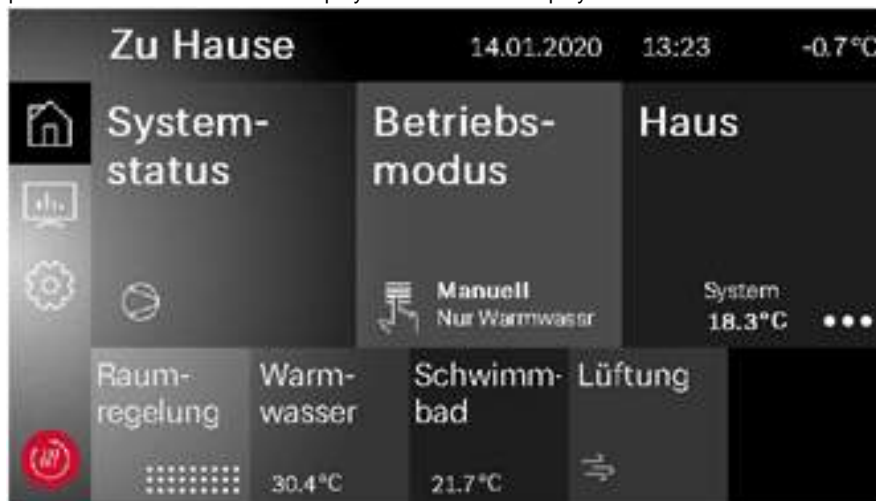 Zu Hause 14.01.2020 13:23 -0.7°C
System-
status
Betriebs-
modus
Haus
Manuell
Nur Warmwassr
System
18.3°C
Raum-
regelung
Warm-
wasser
30.4°C
Schwimm-
bad
21.7°C
Lüftung